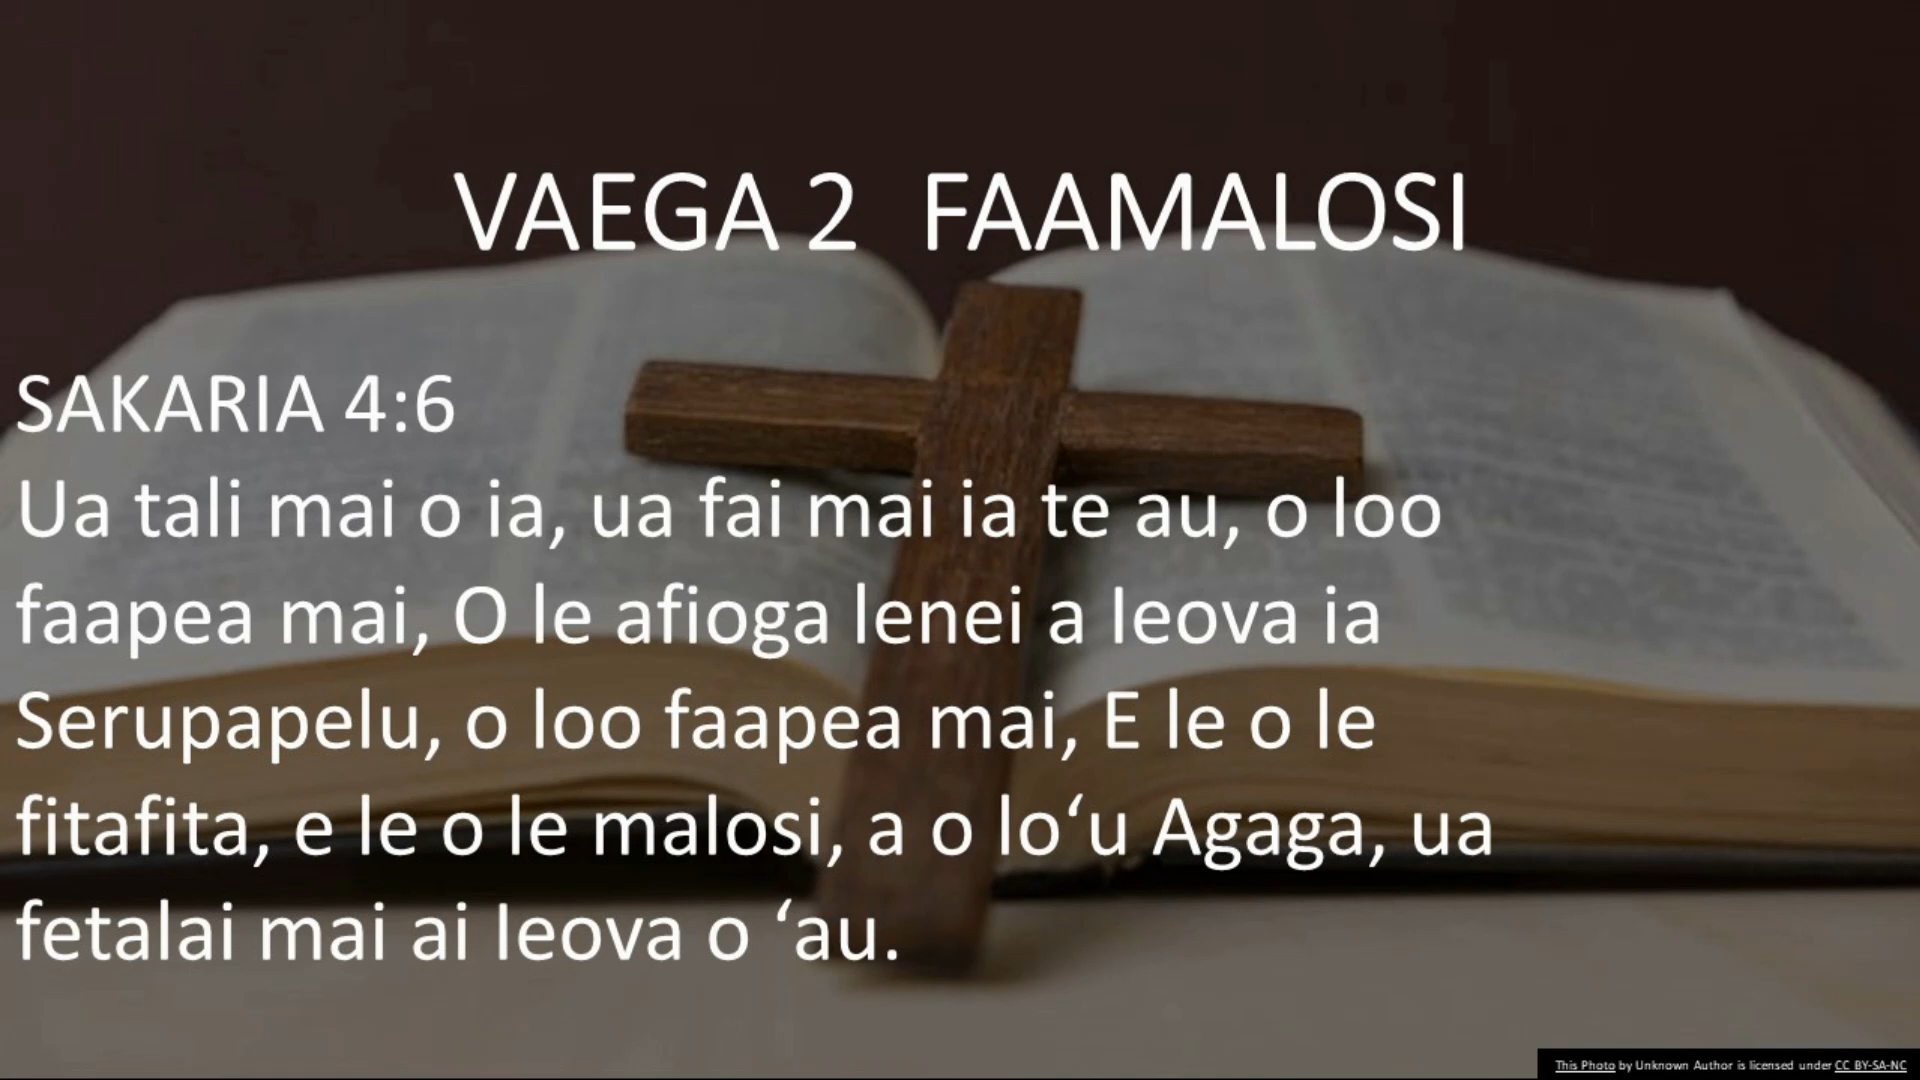 VAEGA 2  FAAMALOSI
SAKARIA 4:6
Ua tali mai o ia, ua fai mai ia te au, o loo
faapea mai, O le afioga lenei a Ieova ia
Serupapelu, o loo faapea mai, E le o le
fitafita, e le o le malosi, a o lo‘u Agaga, ua
fetalai mai ai Ieova o ‘au.
This Photo by Unknown Author is licensed under CC BY-SA-NC